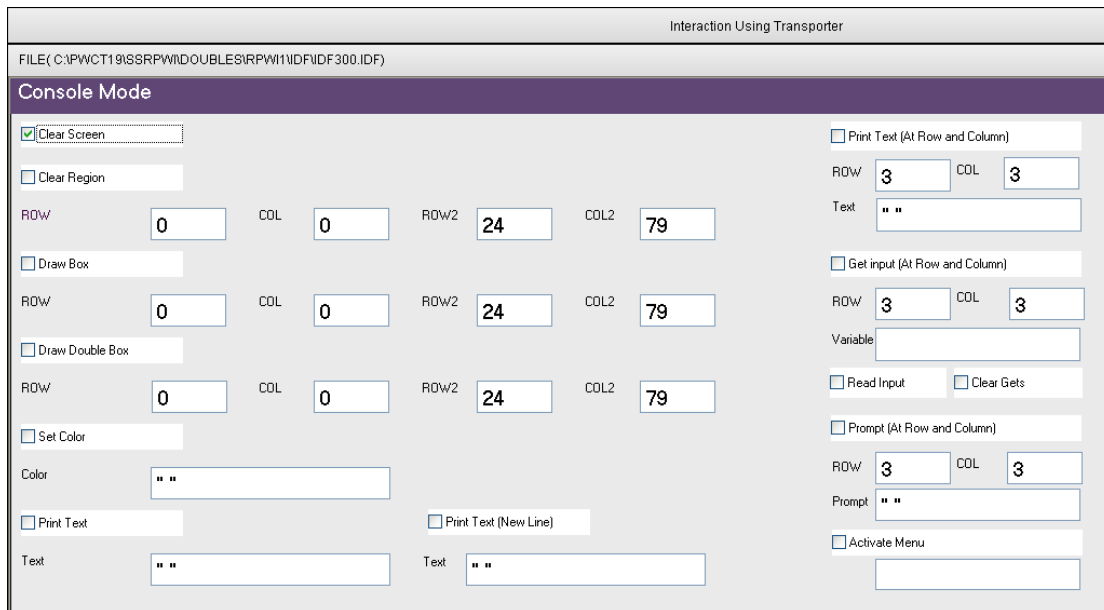 Interaction Using Transporter
FILE( C:\PWCT19\SSRPWI\DOUBLES\RPWI1\IDF\IDF300.IDF)
Console Mode
Clear Screen
Clear Region
ROW 0 COL 0 ROW2 24 COL2 79
Draw Box
ROW 0 COL 0 ROW2 24 COL2 79
Draw Double Box
ROW 0 COL 0 ROW2 24 COL2 79
Set Color
Color " "
Print Text Print Text (New Line)
Text " " Text " "
Print Text (At Row and Column)
ROW 3 COL 3
Text " "
Get input (At Row and Column)
ROW 3 COL 3
Variable
Read Input Clear Gets
Prompt (At Row and Column)
ROW 3 COL 3
Prompt " "
Activate Menu